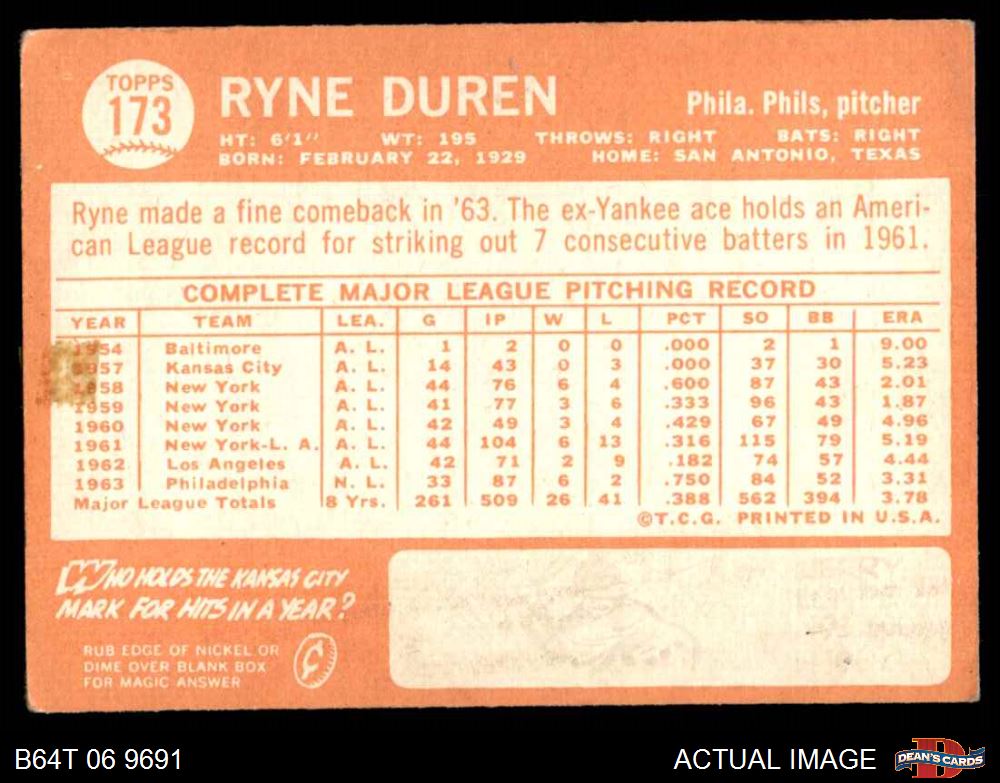 TOPPS
173
RYNE DUREN
Phila. Phils, pitcher
HT: 6'1" WT: 195 THROWS: RIGHT BATS: RIGHT
BORN: FEBRUARY 22, 1929 HOME: SAN ANTONIO, TEXAS
Ryne made a fine comeback in '63. The ex-Yankee ace holds an Ameri-
can League record for striking out 7 consecutive batters in 1961.
COMPLETE MAJOR LEAGUE PITCHING RECORD
YEAR TEAM LEA. G IP W L PCT SO BB ERA
1954 Baltimore A. L. 1 2 0 0 .000 2 1 9.00
1957 Kansas City A. L. 14 43 0 3 .000 37 30 5.23
1958 New York A. L. 44 76 6 4 .600 87 43 2.01
1959 New York A. L. 41 77 3 6 .333 96 43 1.87
1960 New York A. L. 42 49 3 4 .429 67 49 4.96
1961 New York-L. A. A. L. 44 104 6 13 .316 115 79 5.19
1962 Los Angeles A. L. 42 71 2 9 .182 74 57 4.44
1963 Philadelphia N. L. 33 87 6 2 .750 84 52 3.31
Major League Totals 8 Yrs. 261 509 26 41 .388 562 394 3.78
©T.C.G. PRINTED IN U.S.A.
WHO HOLDS THE KANSAS CITY
MARK FOR HITS IN A YEAR?
RUB EDGE OF NICKEL OR
DIME OVER BLANK BOX
FOR MAGIC ANSWER
B64T 06 9691
ACTUAL IMAGE
D
DEAN'S CARDS